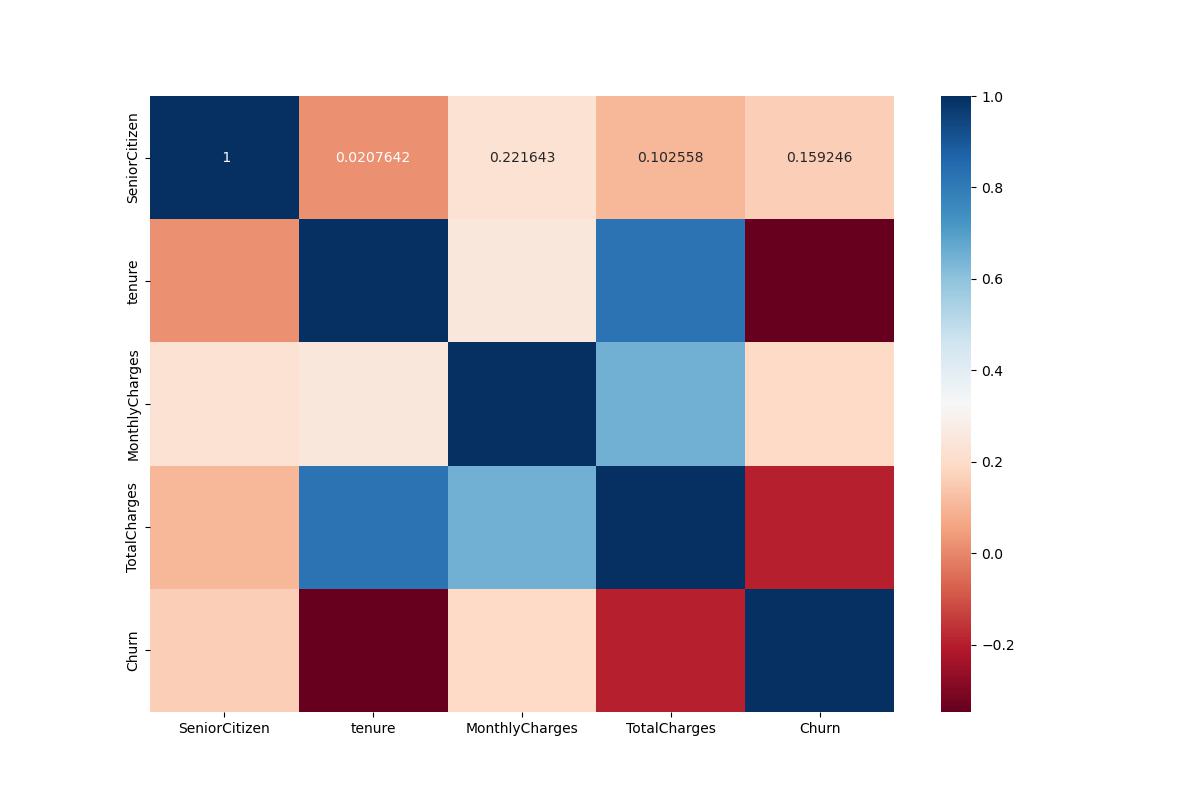 SeniorCitizen 1 0.0207642 0.221643 0.102558 0.159246
tenure
MonthlyCharges
TotalCharges
Churn
SeniorCitizen tenure MonthlyCharges TotalCharges Churn
1.0
0.8
0.6
0.4
0.2
0.0
−0.2